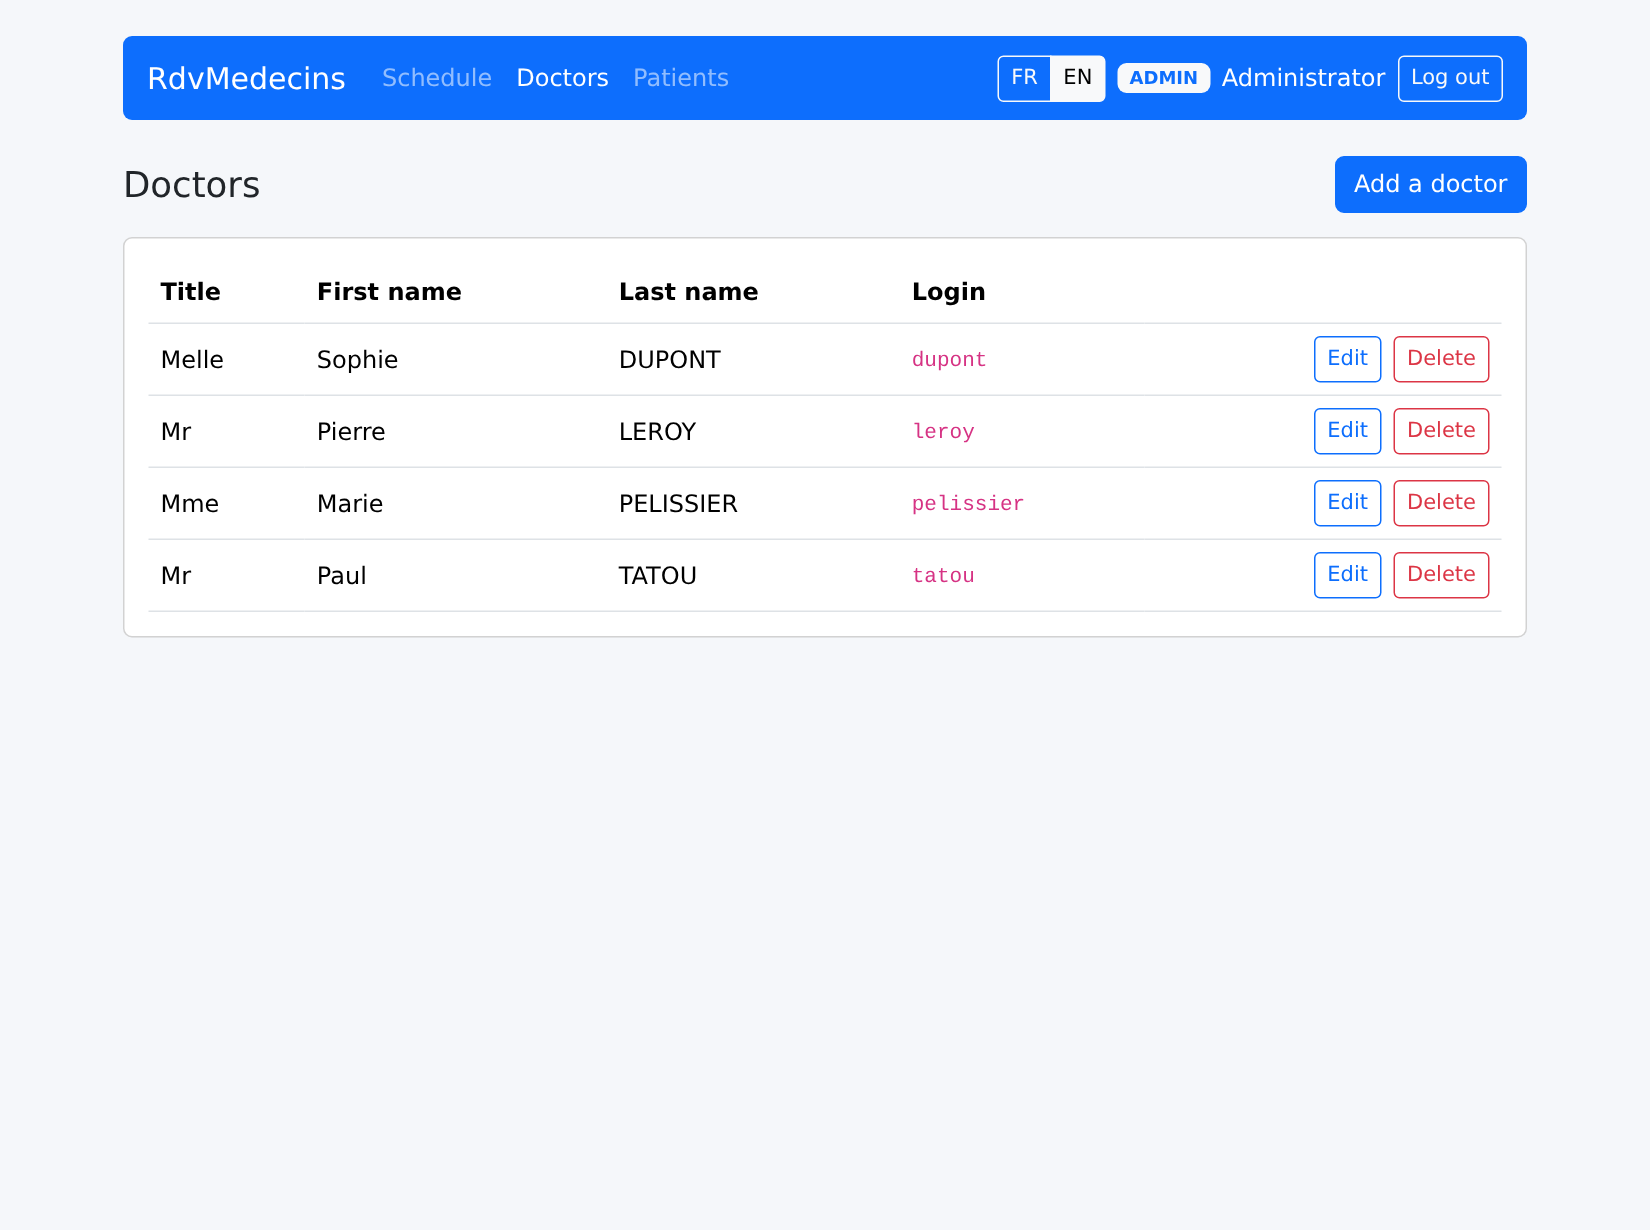 RdvMedecins Schedule Doctors Patients FR EN ADMIN Administrator Log out
Doctors Add a doctor
Title First name Last name Login
Melle Sophie DUPONT dupont Edit Delete
Mr Pierre LEROY leroy Edit Delete
Mme Marie PELISSIER pelissier Edit Delete
Mr Paul TATOU tatou Edit Delete